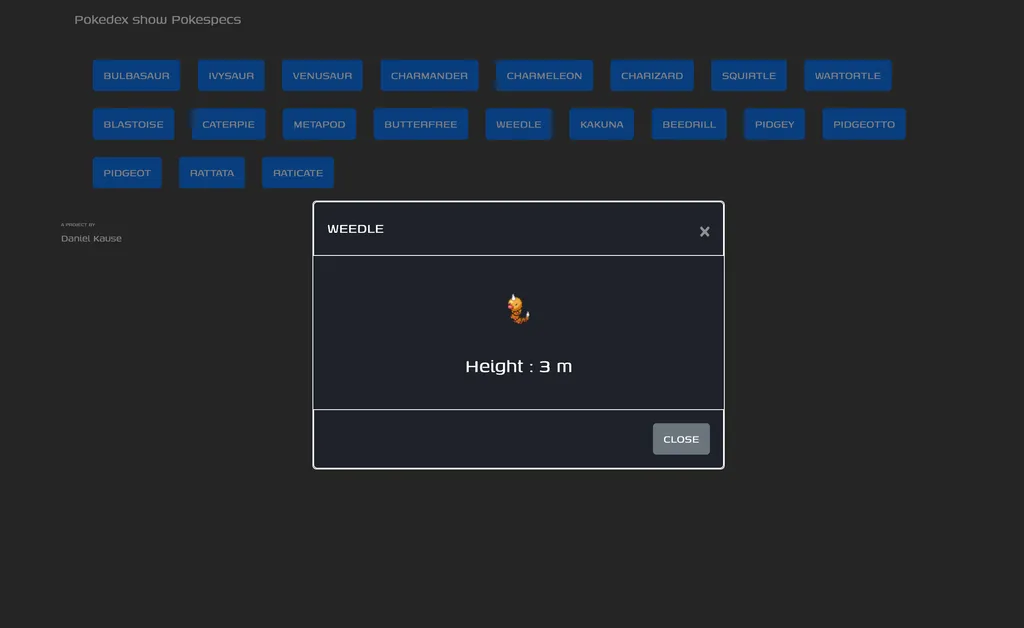 Pokedex show Pokespecs
BULBASAUR IVYSAUR VENUSAUR CHARMANDER CHARMELEON CHARIZARD SQUIRTLE WARTORTLE
BLASTOISE CATERPIE METAPOD BUTTERFREE WEEDLE KAKUNA BEEDRILL PIDGEY PIDGEOTTO
PIDGEOT RATTATA RATICATE
A PROJECT BY
Daniel Kause
WEEDLE ×
Height : 3 m
CLOSE